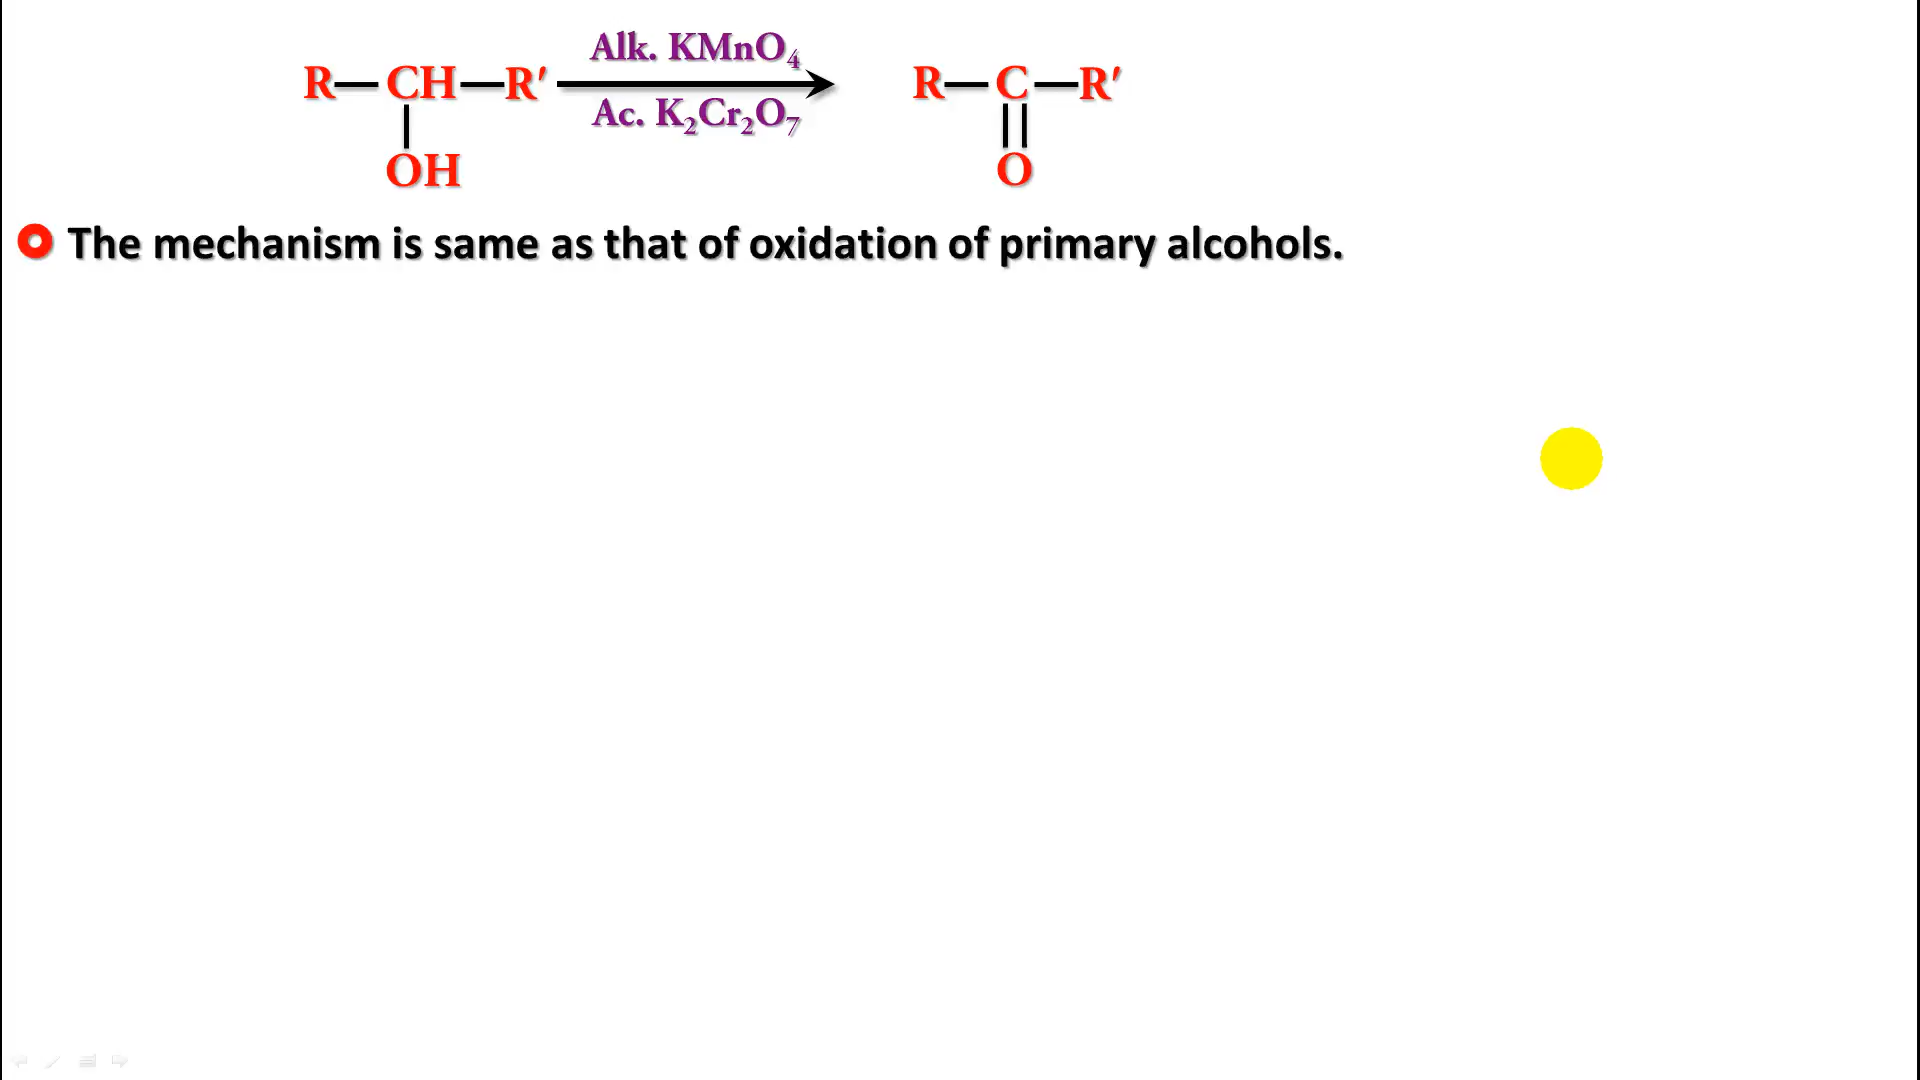 Alk. KMnO₄
R—CH—R′ R—C—R′
Ac. K₂Cr₂O₇
OH O
The mechanism is same as that of oxidation of primary alcohols.